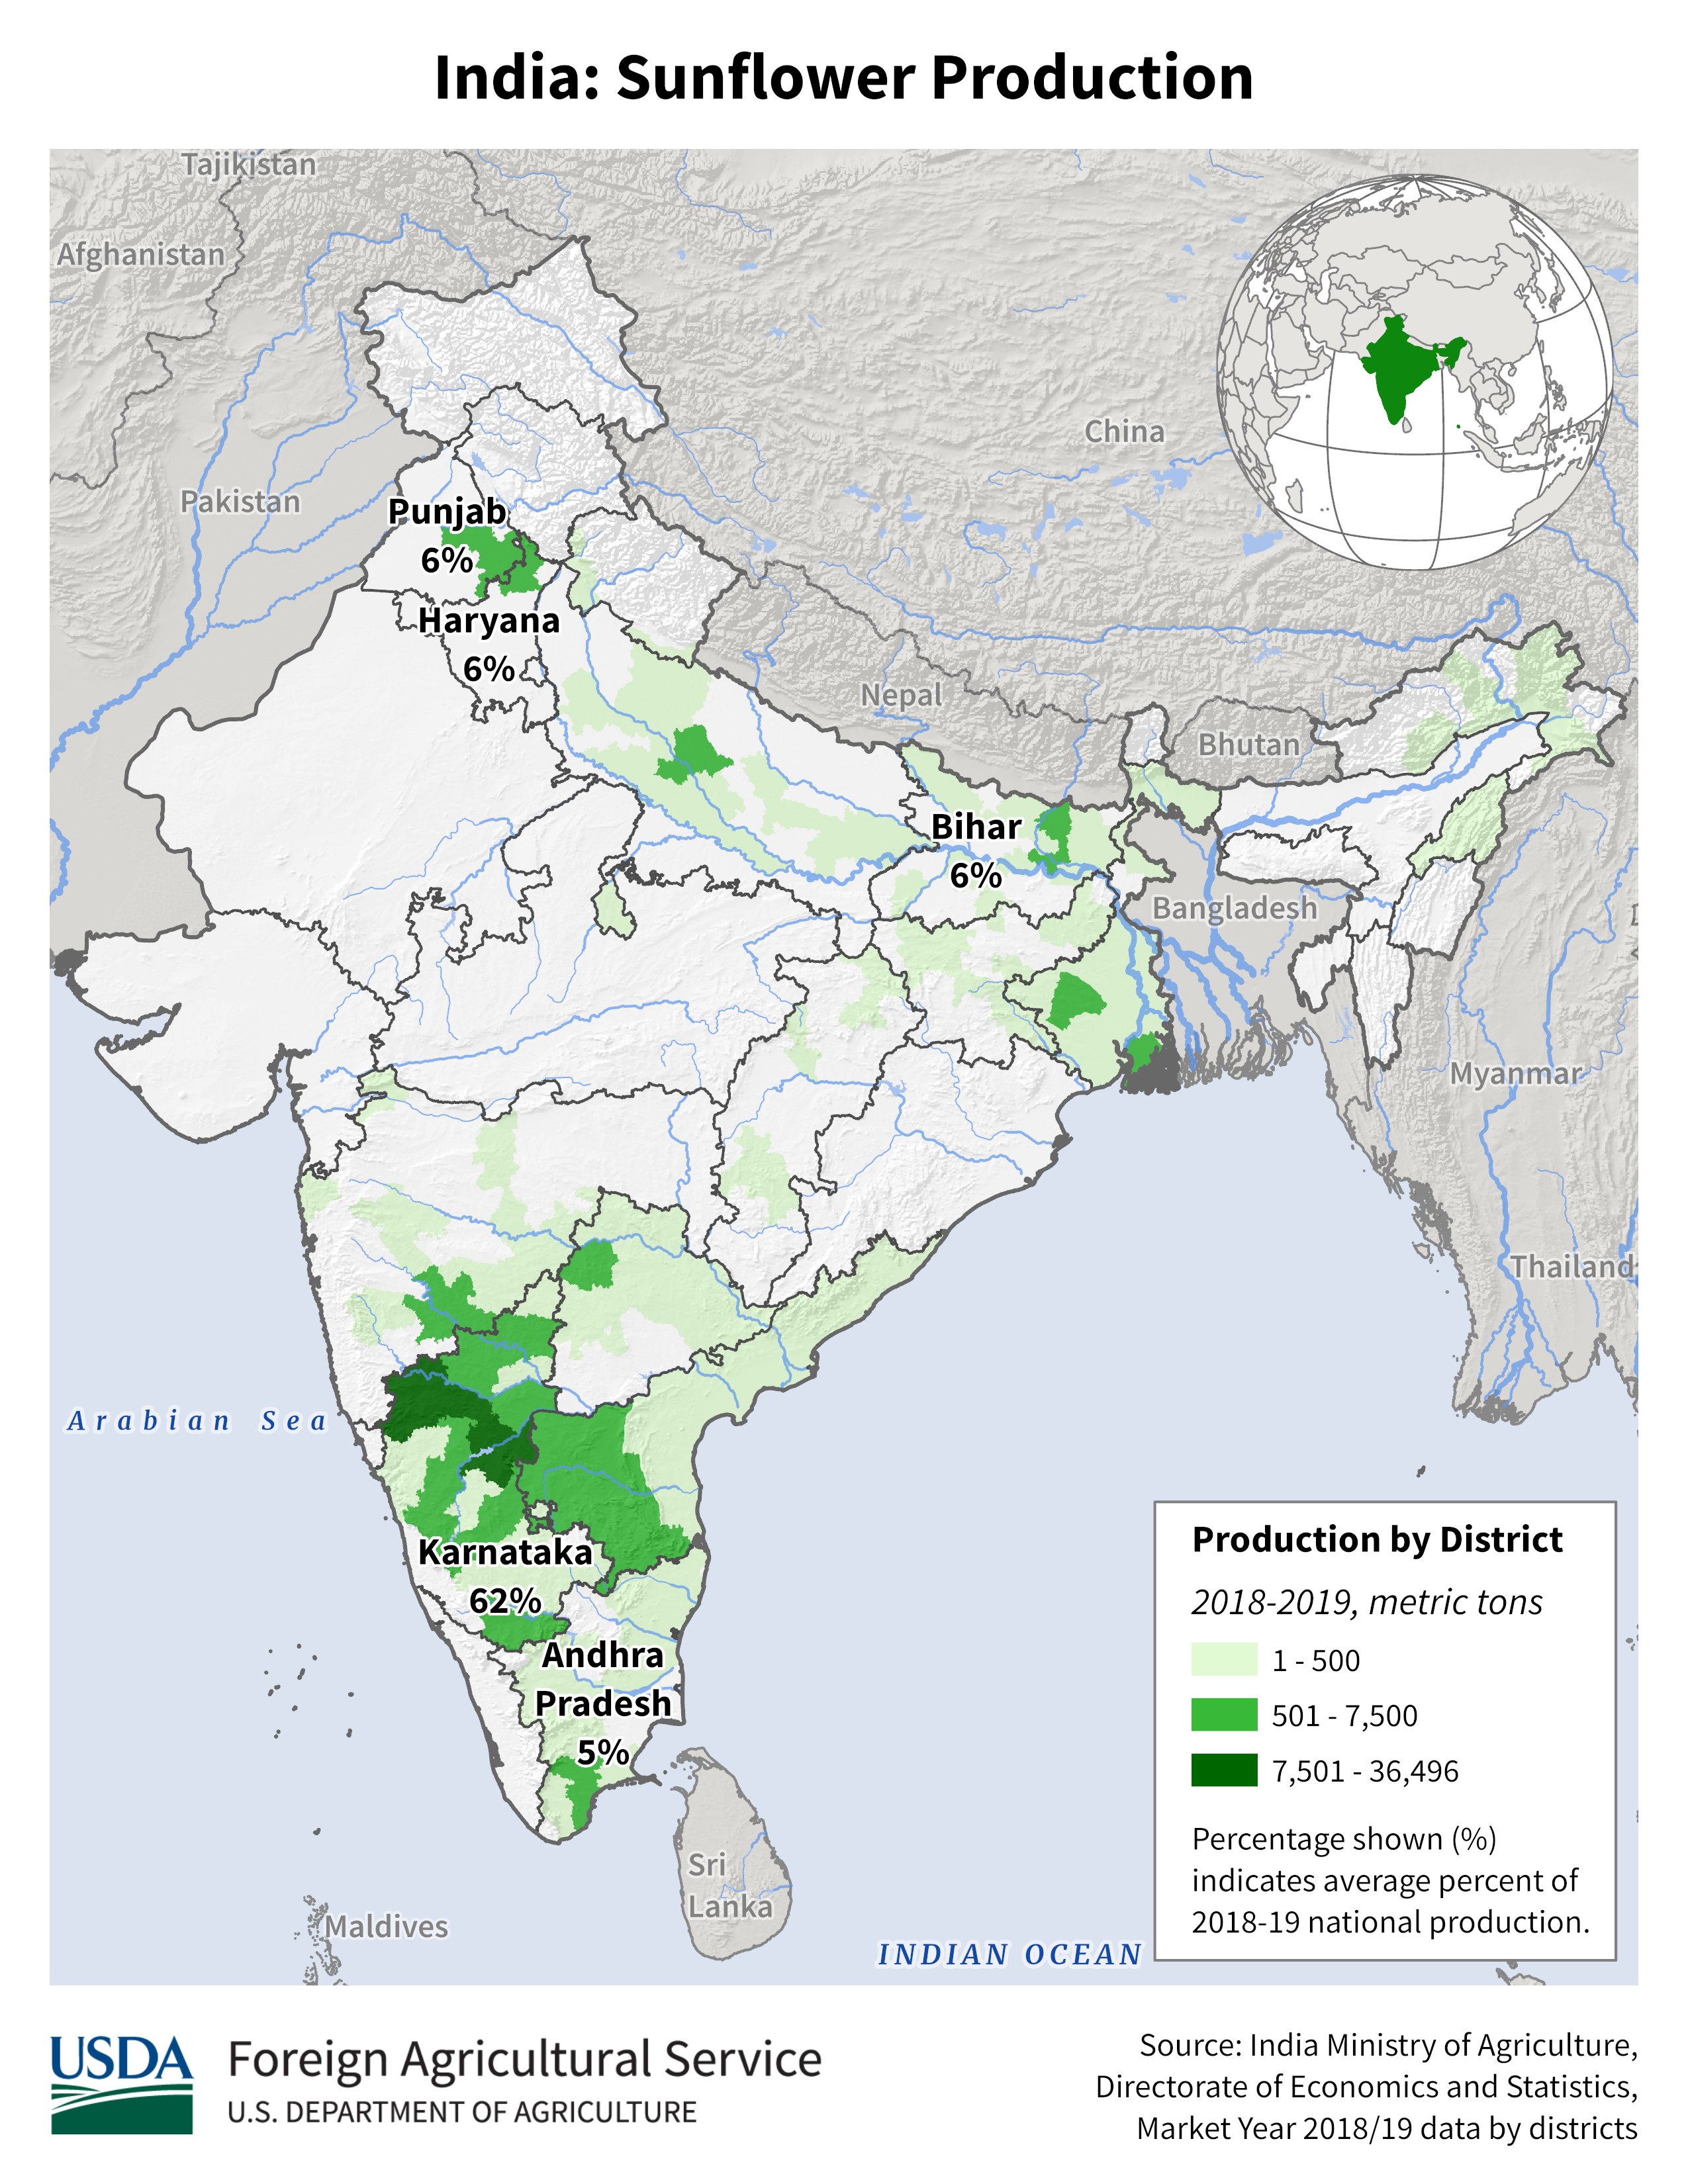 India: Sunflower Production
Tajikistan
Afghanistan
China
Pakistan
Punjab
6%
Haryana
6%
Nepal
Bhutan
Bihar
6%
Bangladesh
Myanmar
Thailand
Arabian Sea
Karnataka
62%
Andhra
Pradesh
5%
Sri
Lanka
Maldives
INDIAN OCEAN
Production by District
2018-2019, metric tons
1 - 500
501 - 7,500
7,501 - 36,496
Percentage shown (%)
indicates average percent of
2018-19 national production.
USDA
Foreign Agricultural Service
U.S. DEPARTMENT OF AGRICULTURE
Source: India Ministry of Agriculture,
Directorate of Economics and Statistics,
Market Year 2018/19 data by districts